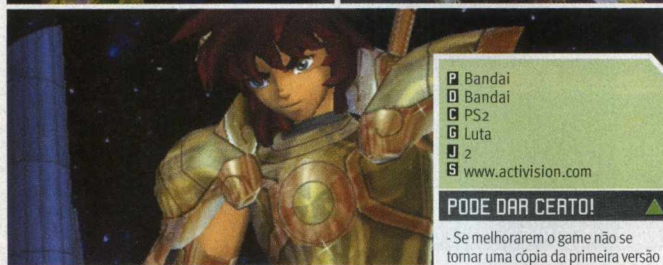 P Bandai
D Bandai
C PS2
G Luta
J 2
S www.activision.com
PODE DAR CERTO!
- Se melhorarem o game não se
tornar uma cópia da primeira versão